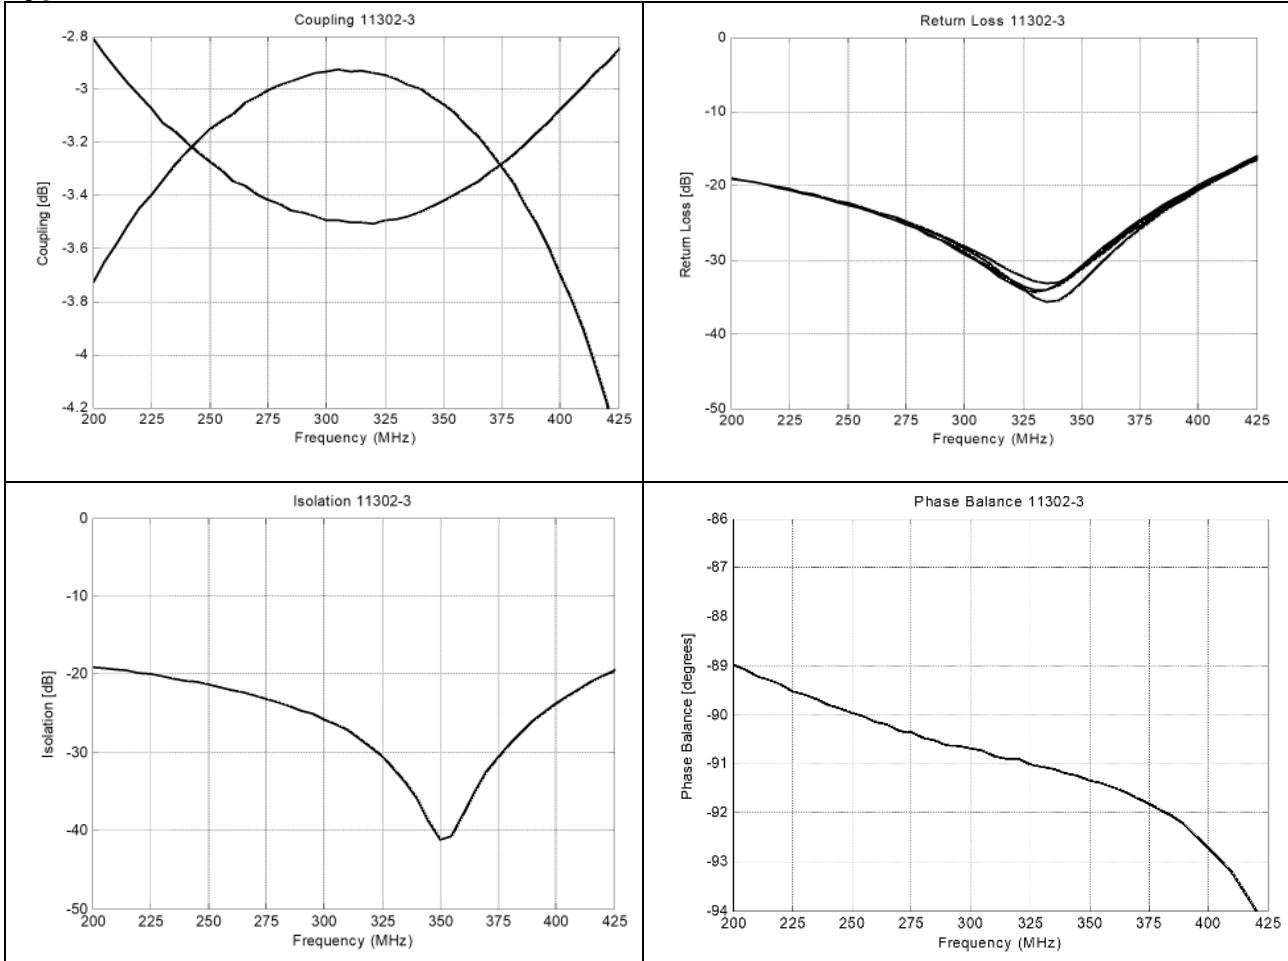 Coupling 11302-3
-2.8
-3
-3.2
-3.4
-3.6
-3.8
-4
-4.2
Coupling [dB]
200 225 250 275 300 325 350 375 400 425
Frequency (MHz)
Return Loss 11302-3
0
-10
-20
-30
-40
-50
Return Loss [dB]
200 225 250 275 300 325 350 375 400 425
Frequency (MHz)
Isolation 11302-3
0
-10
-20
-30
-40
-50
Isolation [dB]
200 225 250 275 300 325 350 375 400 425
Frequency (MHz)
Phase Balance 11302-3
-86
-87
-88
-89
-90
-91
-92
-93
-94
Phase Balance [degrees]
200 225 250 275 300 325 350 375 400 425
Frequency (MHz)